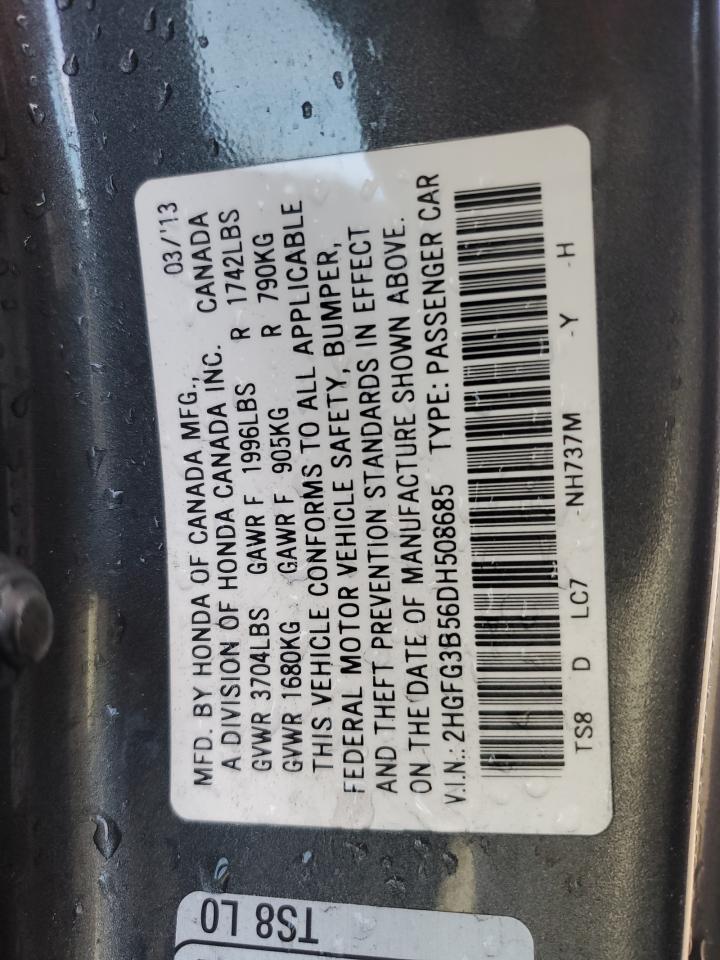 MFD. BY HONDA OF CANADA MFG., 03/'13
A DIVISION OF HONDA CANADA INC. CANADA
GVWR 3704LBS GAWR F 1996LBS R 1742LBS
GVWR 1680KG GAWR F 905KG R 790KG
THIS VEHICLE CONFORMS TO ALL APPLICABLE
FEDERAL MOTOR VEHICLE SAFETY, BUMPER,
AND THEFT PREVENTION STANDARDS IN EFFECT
ON THE DATE OF MANUFACTURE SHOWN ABOVE.
V.I.N.: 2HGFG3B56DH508685 TYPE: PASSENGER CAR
TS8 D LC7 -NH737M -Y -H
TS8 L0